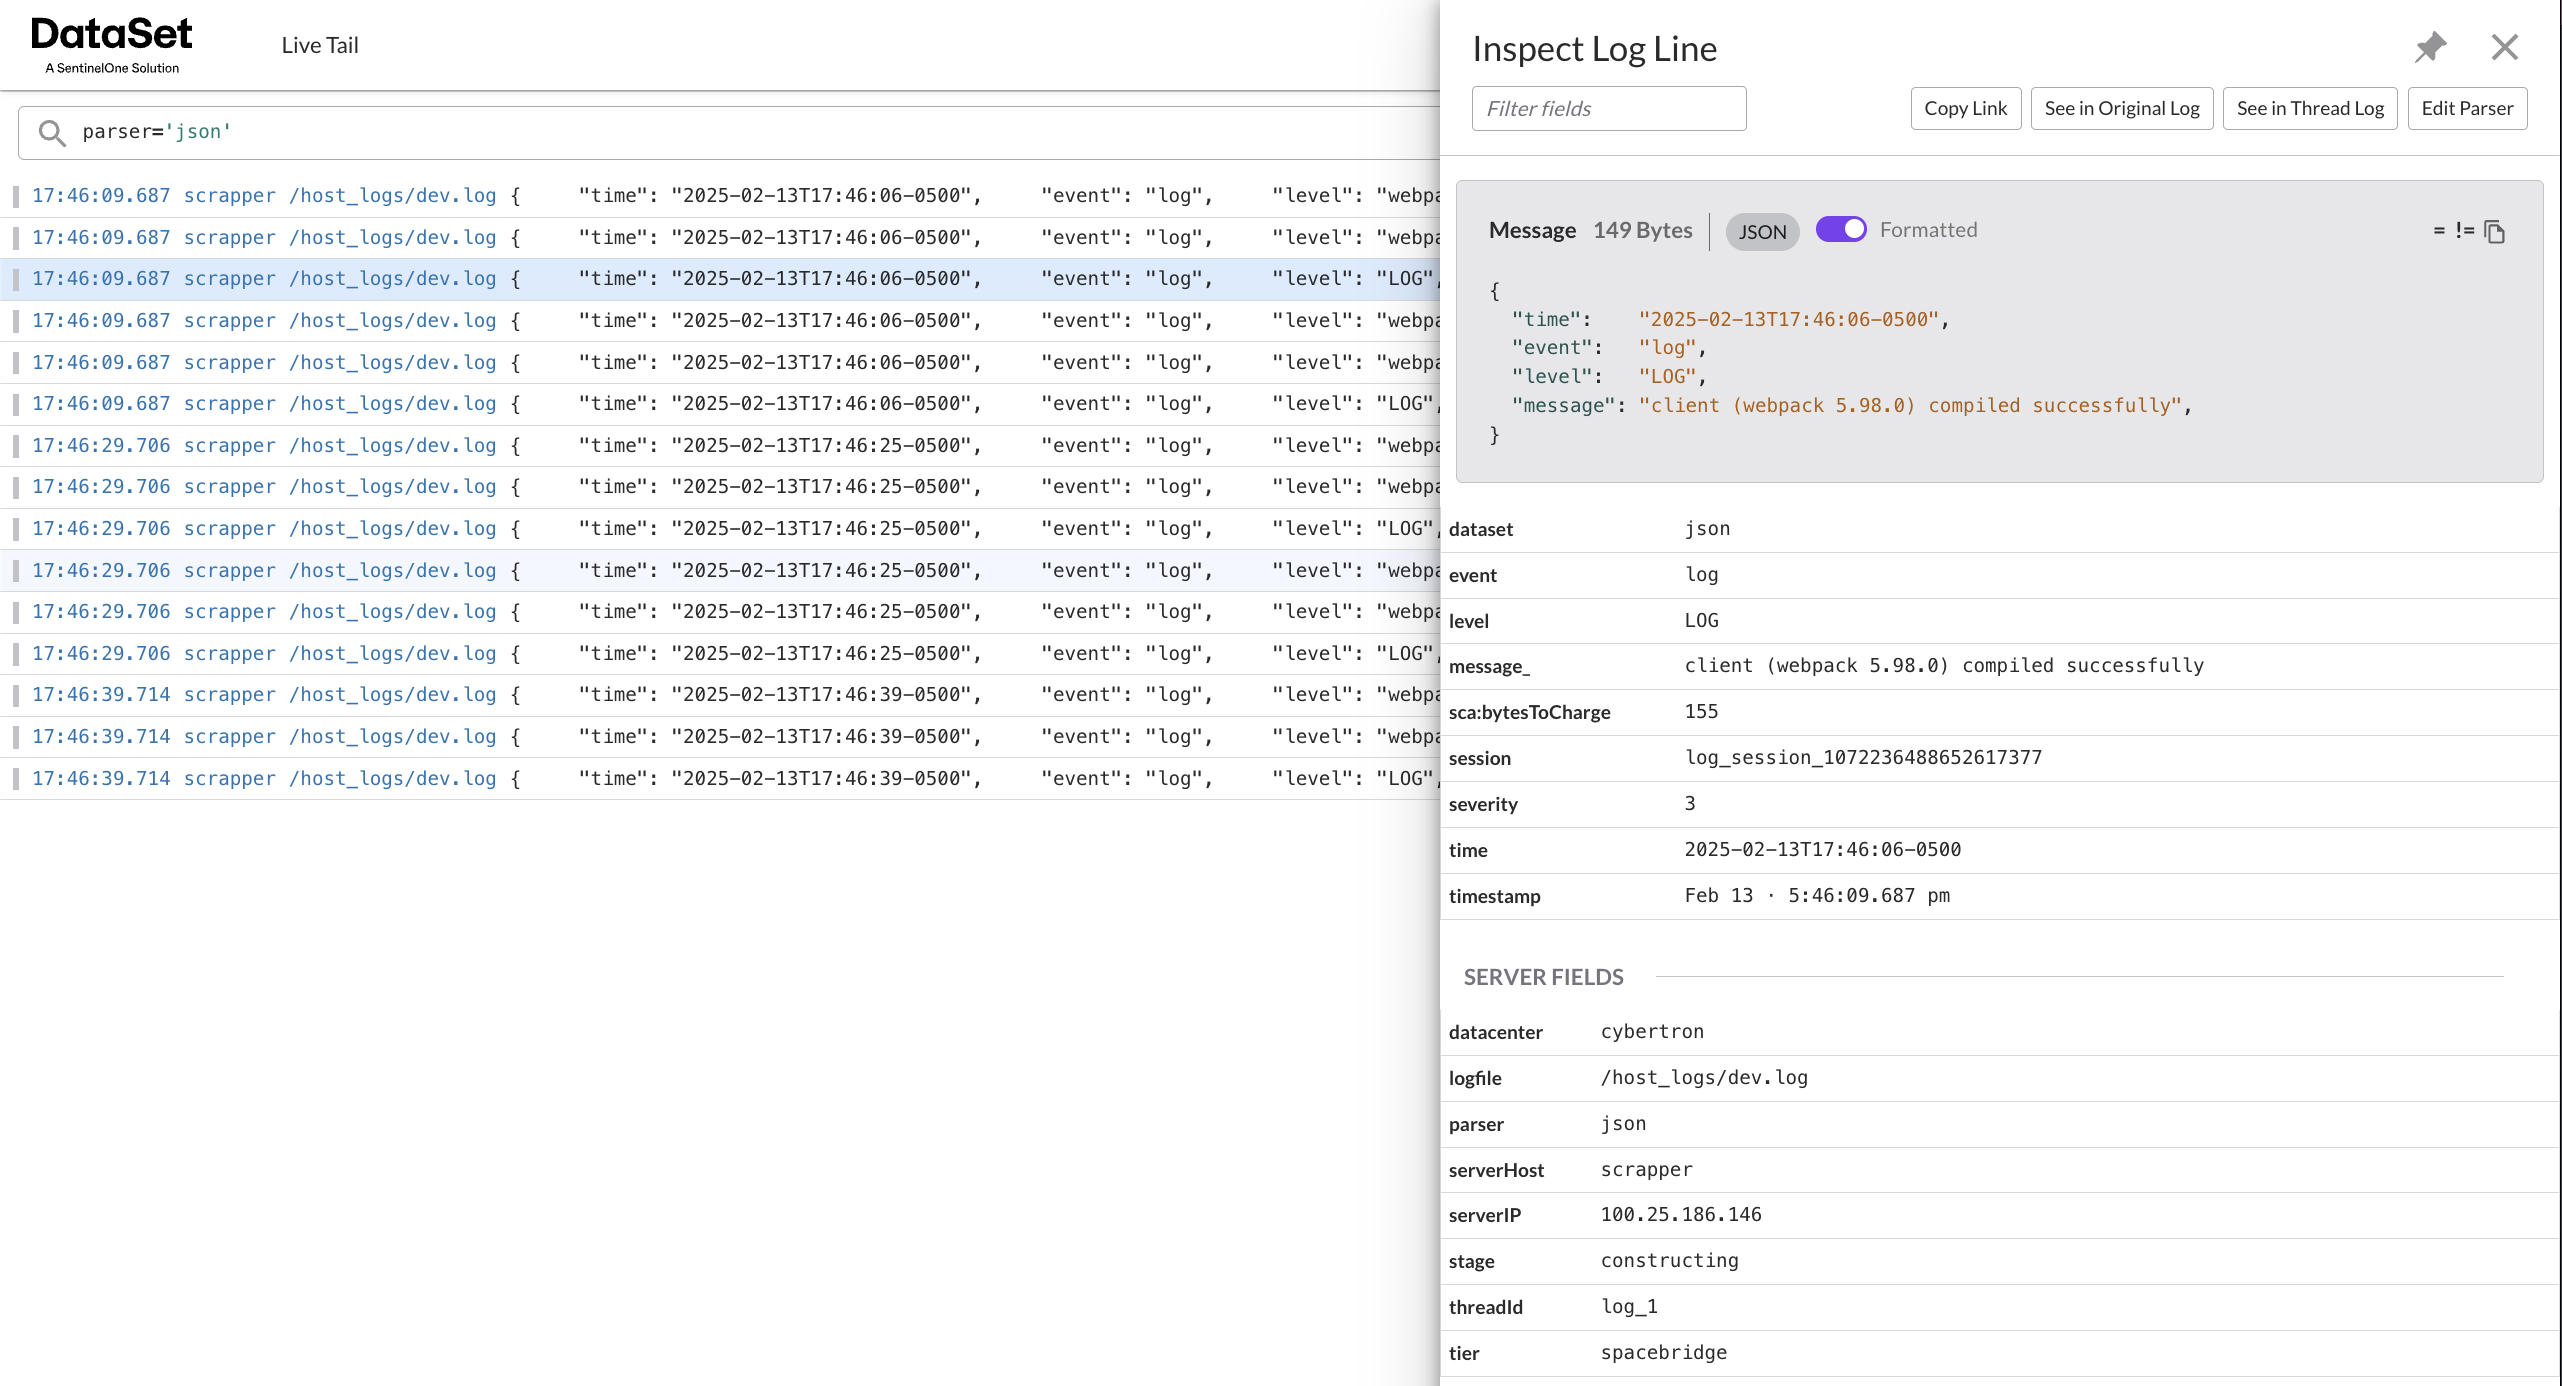 DataSet
A SentinelOne Solution
Live Tail
parser='json'
17:46:09.687 scrapper /host_logs/dev.log { "time": "2025-02-13T17:46:06-0500", "event": "log", "level": "webpa
17:46:09.687 scrapper /host_logs/dev.log { "time": "2025-02-13T17:46:06-0500", "event": "log", "level": "webpa
17:46:09.687 scrapper /host_logs/dev.log { "time": "2025-02-13T17:46:06-0500", "event": "log", "level": "LOG",
17:46:09.687 scrapper /host_logs/dev.log { "time": "2025-02-13T17:46:06-0500", "event": "log", "level": "webpa
17:46:09.687 scrapper /host_logs/dev.log { "time": "2025-02-13T17:46:06-0500", "event": "log", "level": "webpa
17:46:09.687 scrapper /host_logs/dev.log { "time": "2025-02-13T17:46:06-0500", "event": "log", "level": "LOG",
17:46:29.706 scrapper /host_logs/dev.log { "time": "2025-02-13T17:46:25-0500", "event": "log", "level": "webpa
17:46:29.706 scrapper /host_logs/dev.log { "time": "2025-02-13T17:46:25-0500", "event": "log", "level": "webpa
17:46:29.706 scrapper /host_logs/dev.log { "time": "2025-02-13T17:46:25-0500", "event": "log", "level": "LOG",
17:46:29.706 scrapper /host_logs/dev.log { "time": "2025-02-13T17:46:25-0500", "event": "log", "level": "webpa
17:46:29.706 scrapper /host_logs/dev.log { "time": "2025-02-13T17:46:25-0500", "event": "log", "level": "webpa
17:46:29.706 scrapper /host_logs/dev.log { "time": "2025-02-13T17:46:25-0500", "event": "log", "level": "LOG",
17:46:39.714 scrapper /host_logs/dev.log { "time": "2025-02-13T17:46:39-0500", "event": "log", "level": "webpa
17:46:39.714 scrapper /host_logs/dev.log { "time": "2025-02-13T17:46:39-0500", "event": "log", "level": "webpa
17:46:39.714 scrapper /host_logs/dev.log { "time": "2025-02-13T17:46:39-0500", "event": "log", "level": "LOG",
Inspect Log Line
Filter fields Copy Link See in Original Log See in Thread Log Edit Parser
Message 149 Bytes JSON Formatted = !=
{
"time": "2025-02-13T17:46:06-0500",
"event": "log",
"level": "LOG",
"message": "client (webpack 5.98.0) compiled successfully",
}
dataset json
event log
level LOG
message_ client (webpack 5.98.0) compiled successfully
sca:bytesToCharge 155
session log_session_1072236488652617377
severity 3
time 2025-02-13T17:46:06-0500
timestamp Feb 13 · 5:46:09.687 pm
SERVER FIELDS
datacenter cybertron
logfile /host_logs/dev.log
parser json
serverHost scrapper
serverIP 100.25.186.146
stage constructing
threadId log_1
tier spacebridge